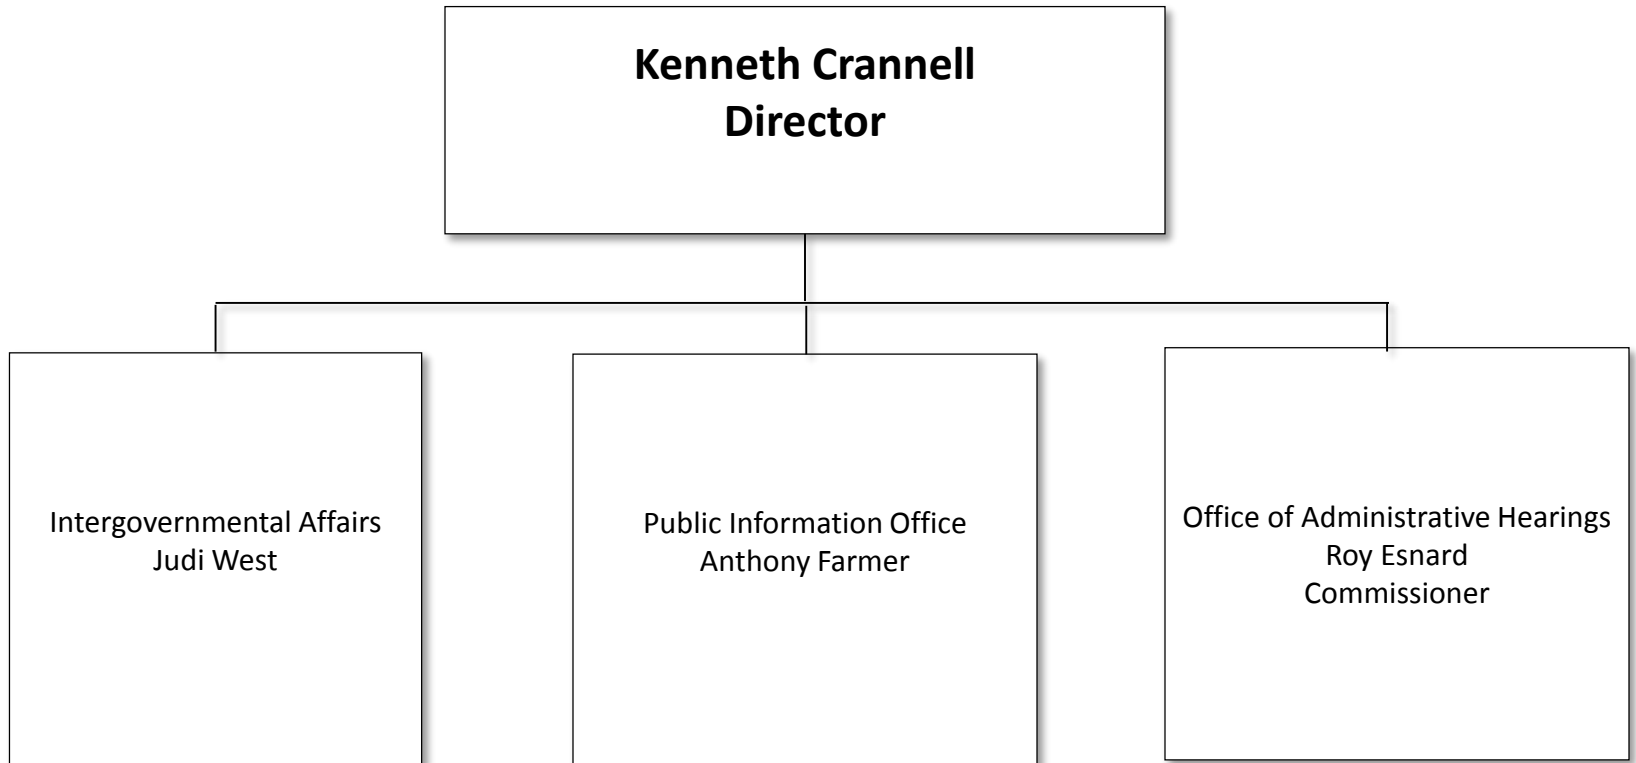 Kenneth Crannell
Director
Intergovernmental Affairs
Judi West
Public Information Office
Anthony Farmer
Office of Administrative Hearings
Roy Esnard
Commissioner